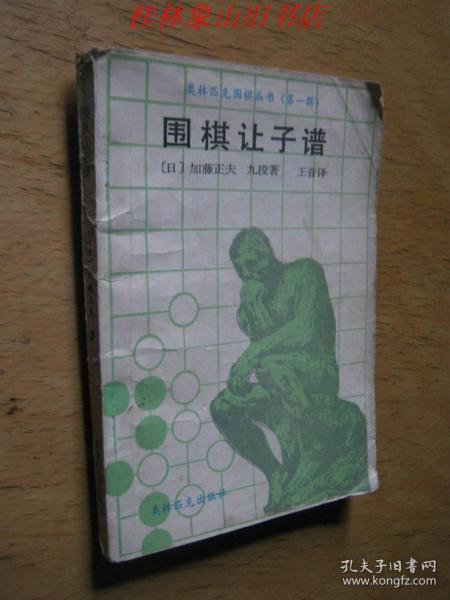 桂林象山旧书店
奥林匹克围棋丛书(第一辑)
围棋让子谱
〔日〕加藤正夫 九段著 王音译
奥林匹克出版社
孔夫子旧书网
www.kongfz.com